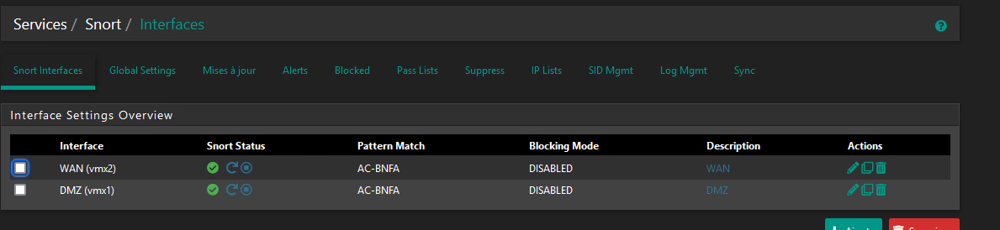 Services / Snort / Interfaces
Snort Interfaces Global Settings Mises à jour Alerts Blocked Pass Lists Suppress IP Lists SID Mgmt Log Mgmt Sync
Interface Settings Overview
Interface Snort Status Pattern Match Blocking Mode Description Actions
WAN (vmx2) AC-BNFA DISABLED WAN
DMZ (vmx1) AC-BNFA DISABLED DMZ